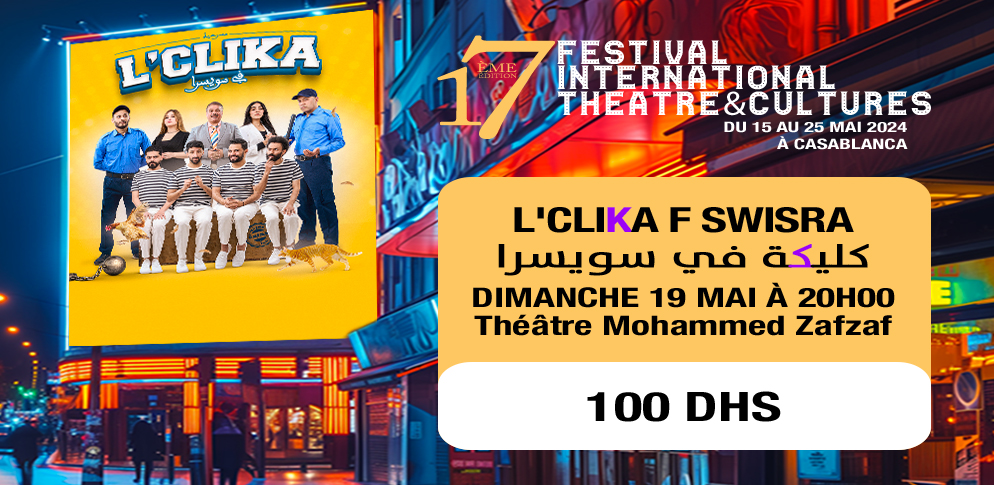 مسرحية
L'CLIKA
في سويسرا
17
ÈME
EDITION
FESTIVAL
INTERNATIONAL
THEATRE&CULTURES
DU 15 AU 25 MAI 2024
À CASABLANCA
L'CLIKA F SWISRA
كليكة في سويسرا
DIMANCHE 19 MAI À 20H00
Théâtre Mohammed Zafzaf
100 DHS